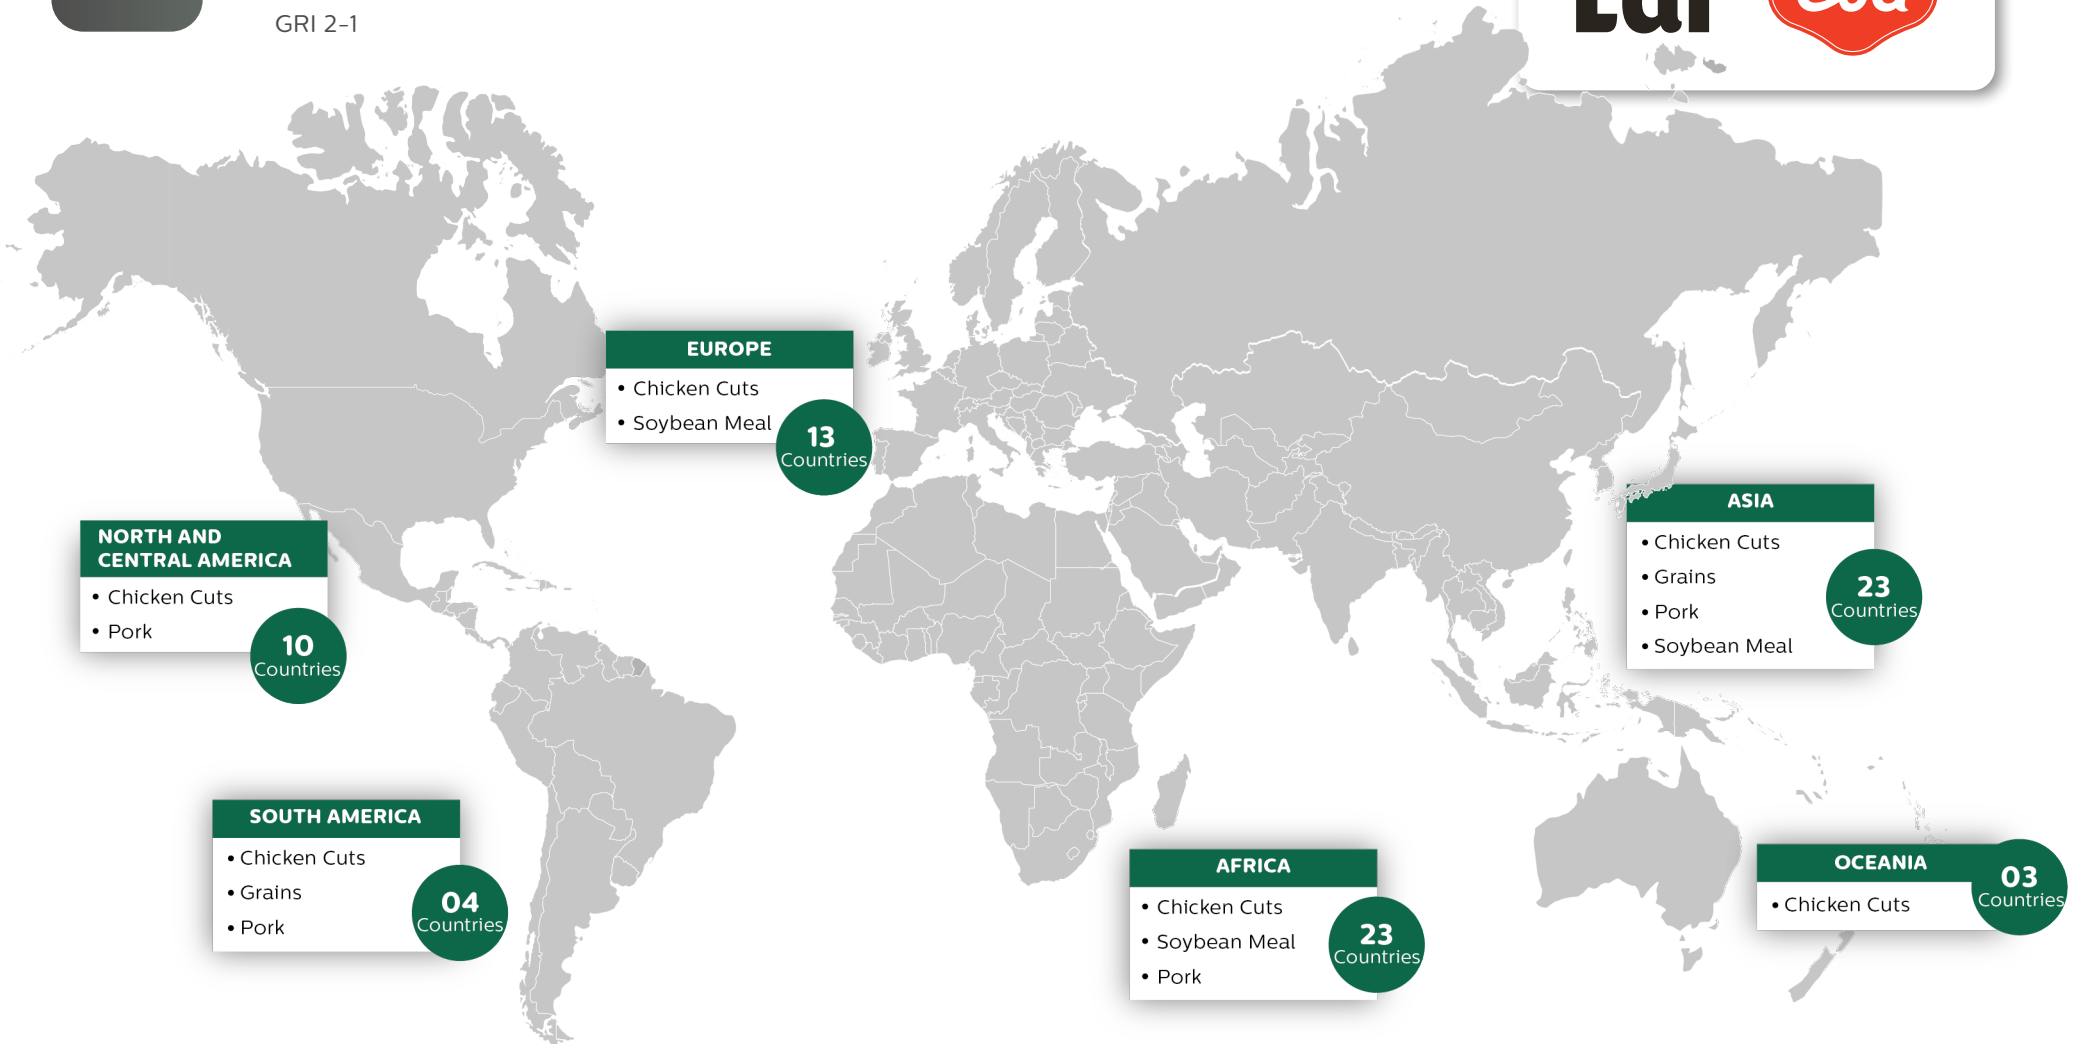 GRI 2-1
EUROPE
• Chicken Cuts
• Soybean Meal
13
Countries
NORTH AND
CENTRAL AMERICA
• Chicken Cuts
• Pork
10
Countries
ASIA
• Chicken Cuts
• Grains
• Pork
• Soybean Meal
23
Countries
SOUTH AMERICA
• Chicken Cuts
• Grains
• Pork
04
Countries
AFRICA
• Chicken Cuts
• Soybean Meal
• Pork
23
Countries
OCEANIA
• Chicken Cuts
03
Countries